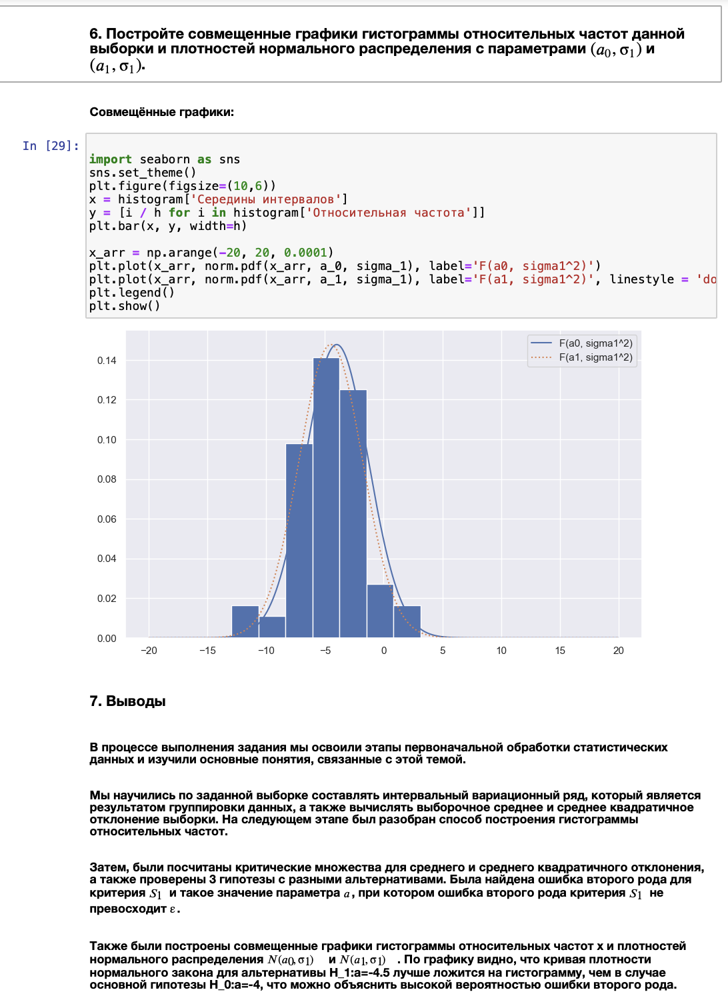 6. Постройте совмещенные графики гистограммы относительных частот данной
выборки и плотностей нормального распределения с параметрами (a₀, σ₁) и
(a₁, σ₁).
Совмещённые графики:
In [29]:
import seaborn as sns
sns.set_theme()
plt.figure(figsize=(10,6))
x = histogram['Середины интервалов']
y = [i / h for i in histogram['Относительная частота']]
plt.bar(x, y, width=h)
x_arr = np.arange(-20, 20, 0.0001)
plt.plot(x_arr, norm.pdf(x_arr, a_0, sigma_1), label='F(a0, sigma1^2)')
plt.plot(x_arr, norm.pdf(x_arr, a_1, sigma_1), label='F(a1, sigma1^2)', linestyle = 'do
plt.legend()
plt.show()
F(a0, sigma1^2)
F(a1, sigma1^2)
0.14
0.12
0.10
0.08
0.06
0.04
0.02
0.00
−20 −15 −10 −5 0 5 10 15 20
7. Выводы
В процессе выполнения задания мы освоили этапы первоначальной обработки статистических
данных и изучили основные понятия, связанные с этой темой.
Мы научились по заданной выборке составлять интервальный вариационный ряд, который является
результатом группировки данных, а также вычислять выборочное среднее и среднее квадратичное
отклонение выборки. На следующем этапе был разобран способ построения гистограммы
относительных частот.
Затем, были посчитаны критические множества для среднего и среднего квадратичного отклонения,
а также проверены 3 гипотезы с разными альтернативами. Была найдена ошибка второго рода для
критерия S₁ и такое значение параметра a, при котором ошибка второго рода критерия S₁ не
превосходит ε.
Также были построены совмещенные графики гистограммы относительных частот x и плотностей
нормального распределения N(a₀, σ₁) и N(a₁, σ₁) . По графику видно, что кривая плотности
нормального закона для альтернативы H_1:a=-4.5 лучше ложится на гистограмму, чем в случае
основной гипотезы H_0:a=-4, что можно объяснить высокой вероятностью ошибки второго рода.